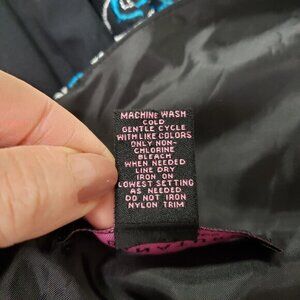 MACHINE WASH
COLD
GENTLE CYCLE
WITH LIKE COLORS
ONLY NON-
CHLORINE
BLEACH
WHEN NEEDED
LINE DRY
IRON ON
LOWEST SETTING
AS NEEDED
DO NOT IRON
NYLON TRIM